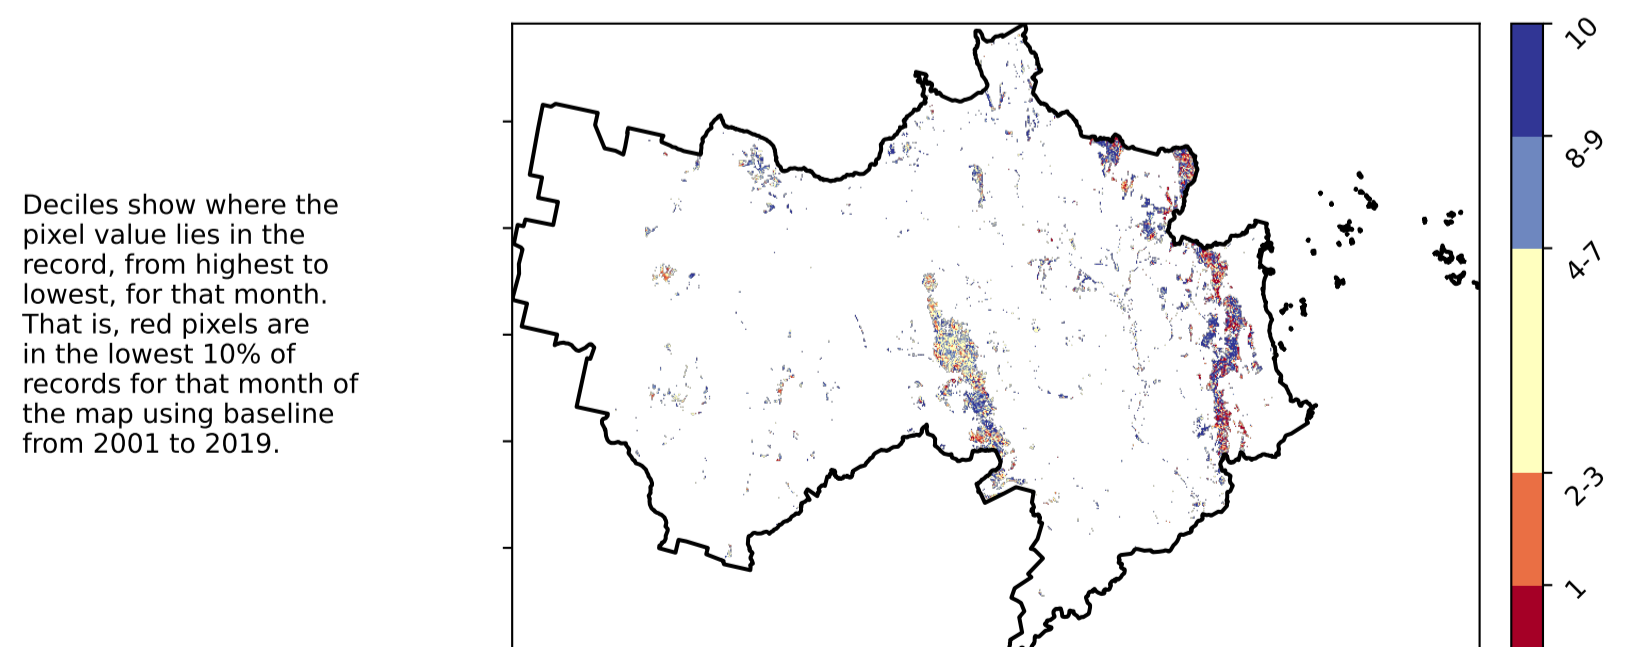 Deciles show where the
pixel value lies in the
record, from highest to
lowest, for that month.
That is, red pixels are
in the lowest 10% of
records for that month of
the map using baseline
from 2001 to 2019.
10
8-9
4-7
2-3
1